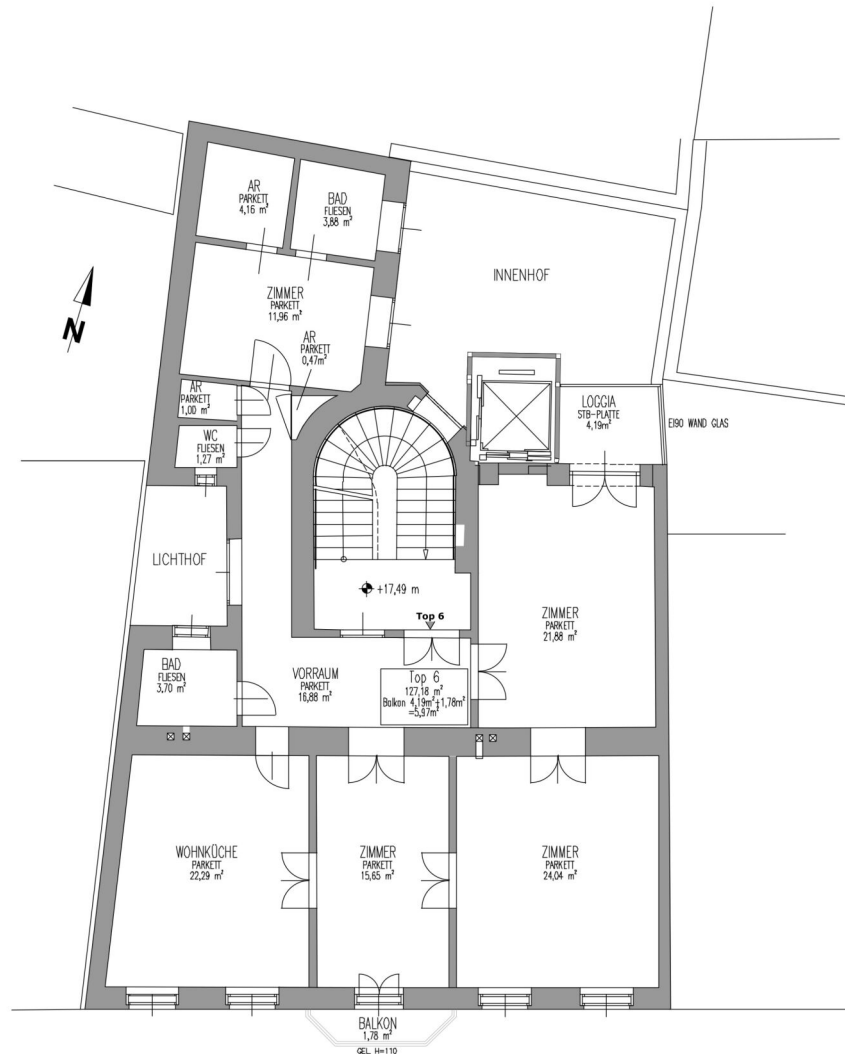 AR
PARKETT
4,16 m²
BAD
FLIESEN
3,88 m²
INNENHOF
ZIMMER
PARKETT
11,96 m²
N
AR
PARKETT
0,47m²
AR
PARKETT
1,00 m²
LOGGIA
STB-PLATTE
4,19m²
EI90 WAND GLAS
WC
FLIESEN
1,27 m²
LICHTHOF
+17,49 m
Top 6
ZIMMER
PARKETT
21,88 m²
BAD
FLIESEN
3,70 m²
VORRAUM
PARKETT
16,88 m²
Top 6
127,18 m²
Balkon 4,19m²+1,78m²
=5,97m²
WOHNKÜCHE
PARKETT
22,29 m²
ZIMMER
PARKETT
15,65 m²
ZIMMER
PARKETT
24,04 m²
BALKON
1,78 m²
GEL. H=110